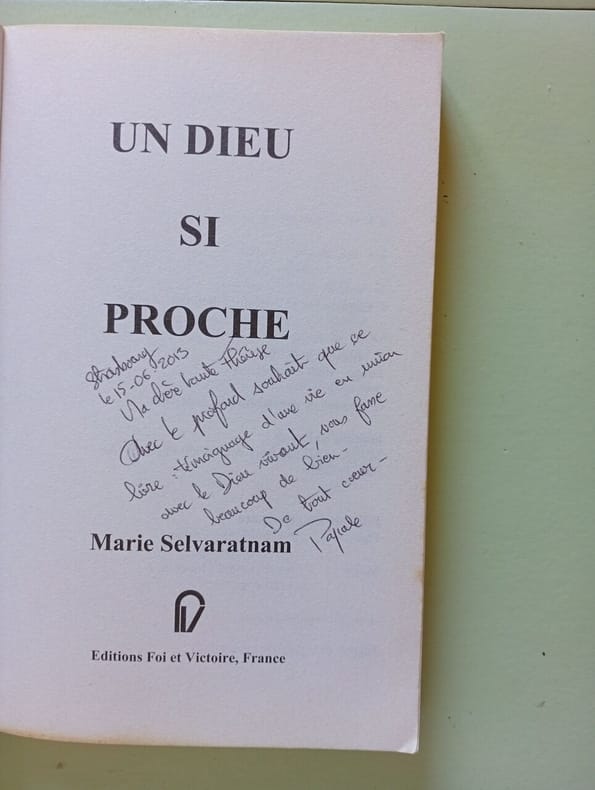 UN DIEU
SI
PROCHE
Strasbourg
le 15-06-2013
Ma chère tante Thérèse
Avec le profond souhait que ce
livre : témoignage d'une vie en union
avec le Dieu vivant, vous fasse
beaucoup de bien -
De tout cœur -
Marie Selvaratnam
Editions Foi et Victoire, France